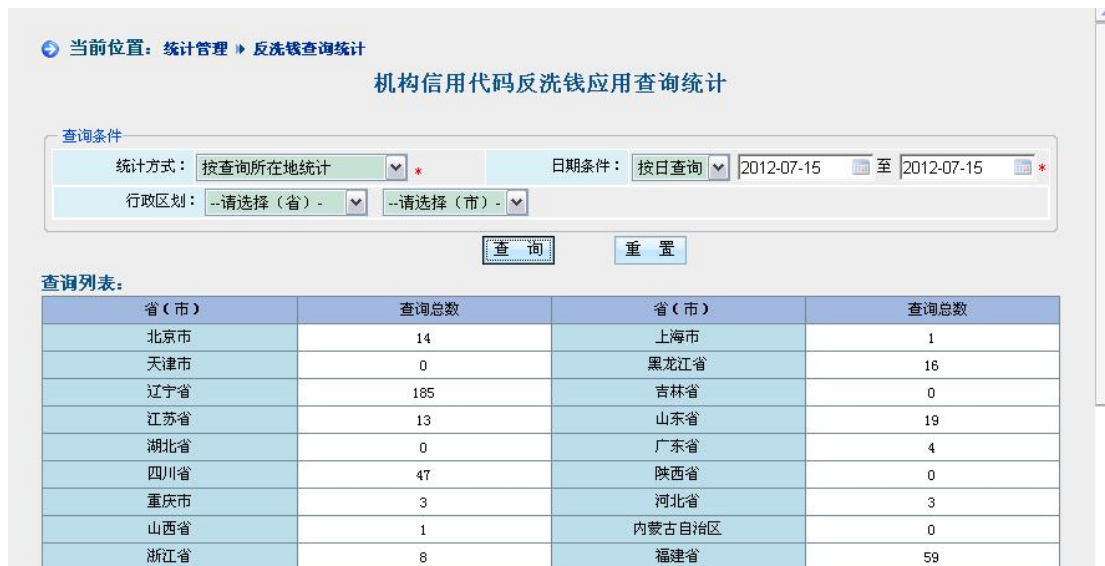 当前位置：统计管理 » 反洗钱查询统计
机构信用代码反洗钱应用查询统计
查询条件
统计方式： 按查询所在地统计 * 日期条件： 按日查询 2012-07-15 至 2012-07-15 *
行政区划： --请选择（省）- --请选择（市）-
查 询 重 置
查询列表：
省（市） 查询总数 省（市） 查询总数
北京市 14 上海市 1
天津市 0 黑龙江省 16
辽宁省 185 吉林省 0
江苏省 13 山东省 19
湖北省 0 广东省 4
四川省 47 陕西省 0
重庆市 3 河北省 3
山西省 1 内蒙古自治区 0
浙江省 8 福建省 59